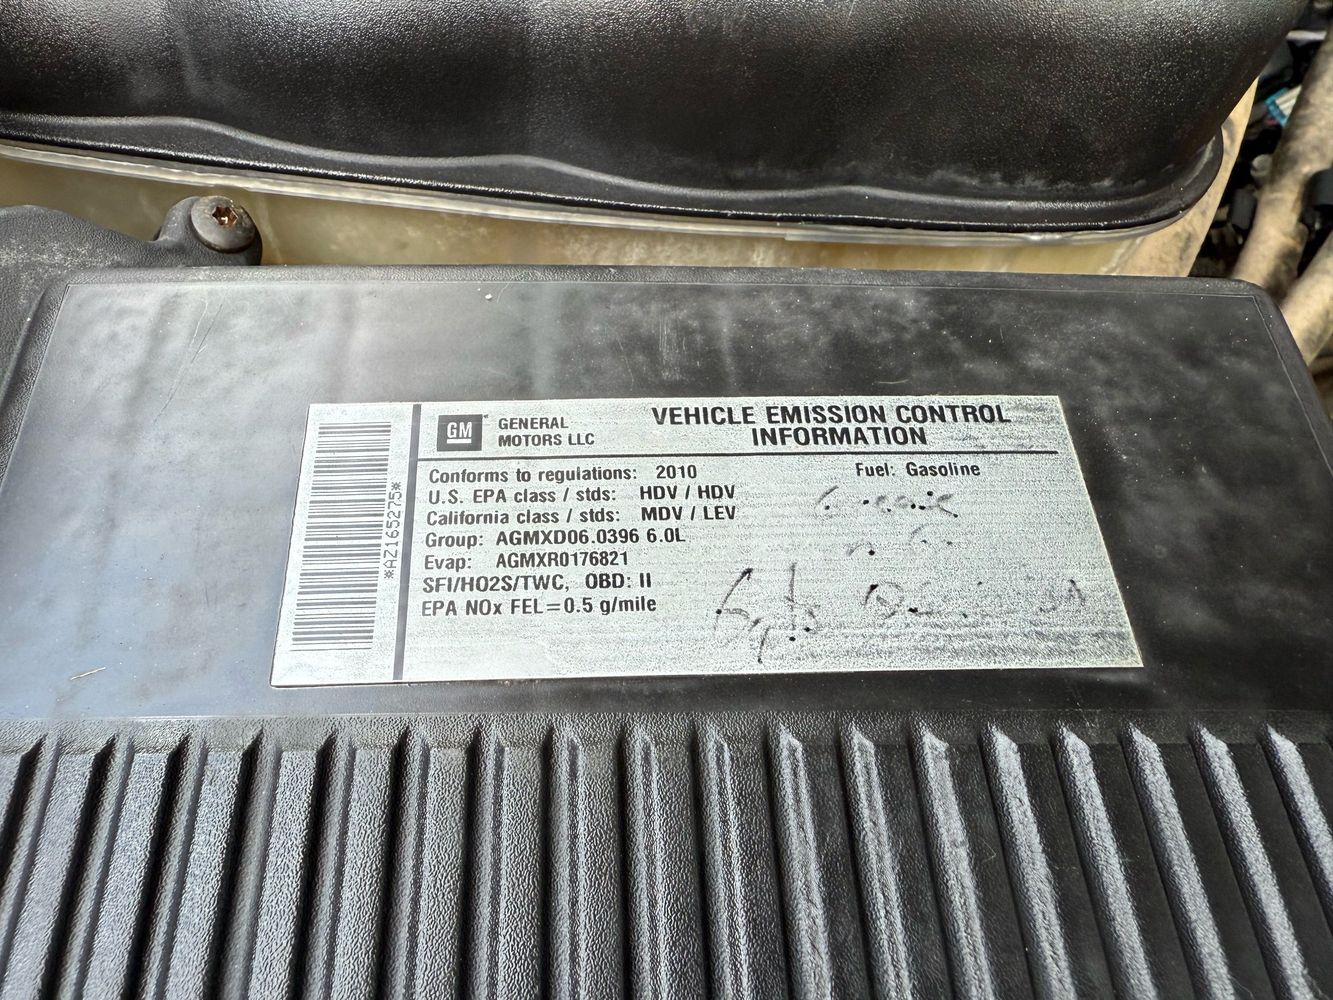 GM
GENERAL
MOTORS LLC
VEHICLE EMISSION CONTROL
INFORMATION
Conforms to regulations: 2010
Fuel: Gasoline
U.S. EPA class / stds: HDV / HDV
California class / stds: MDV / LEV
Group: AGMXD06.0396 6.0L
Evap: AGMXR0176821
SFI/HO2S/TWC, OBD: II
EPA NOx FEL=0.5 g/mile
*AZ165275*